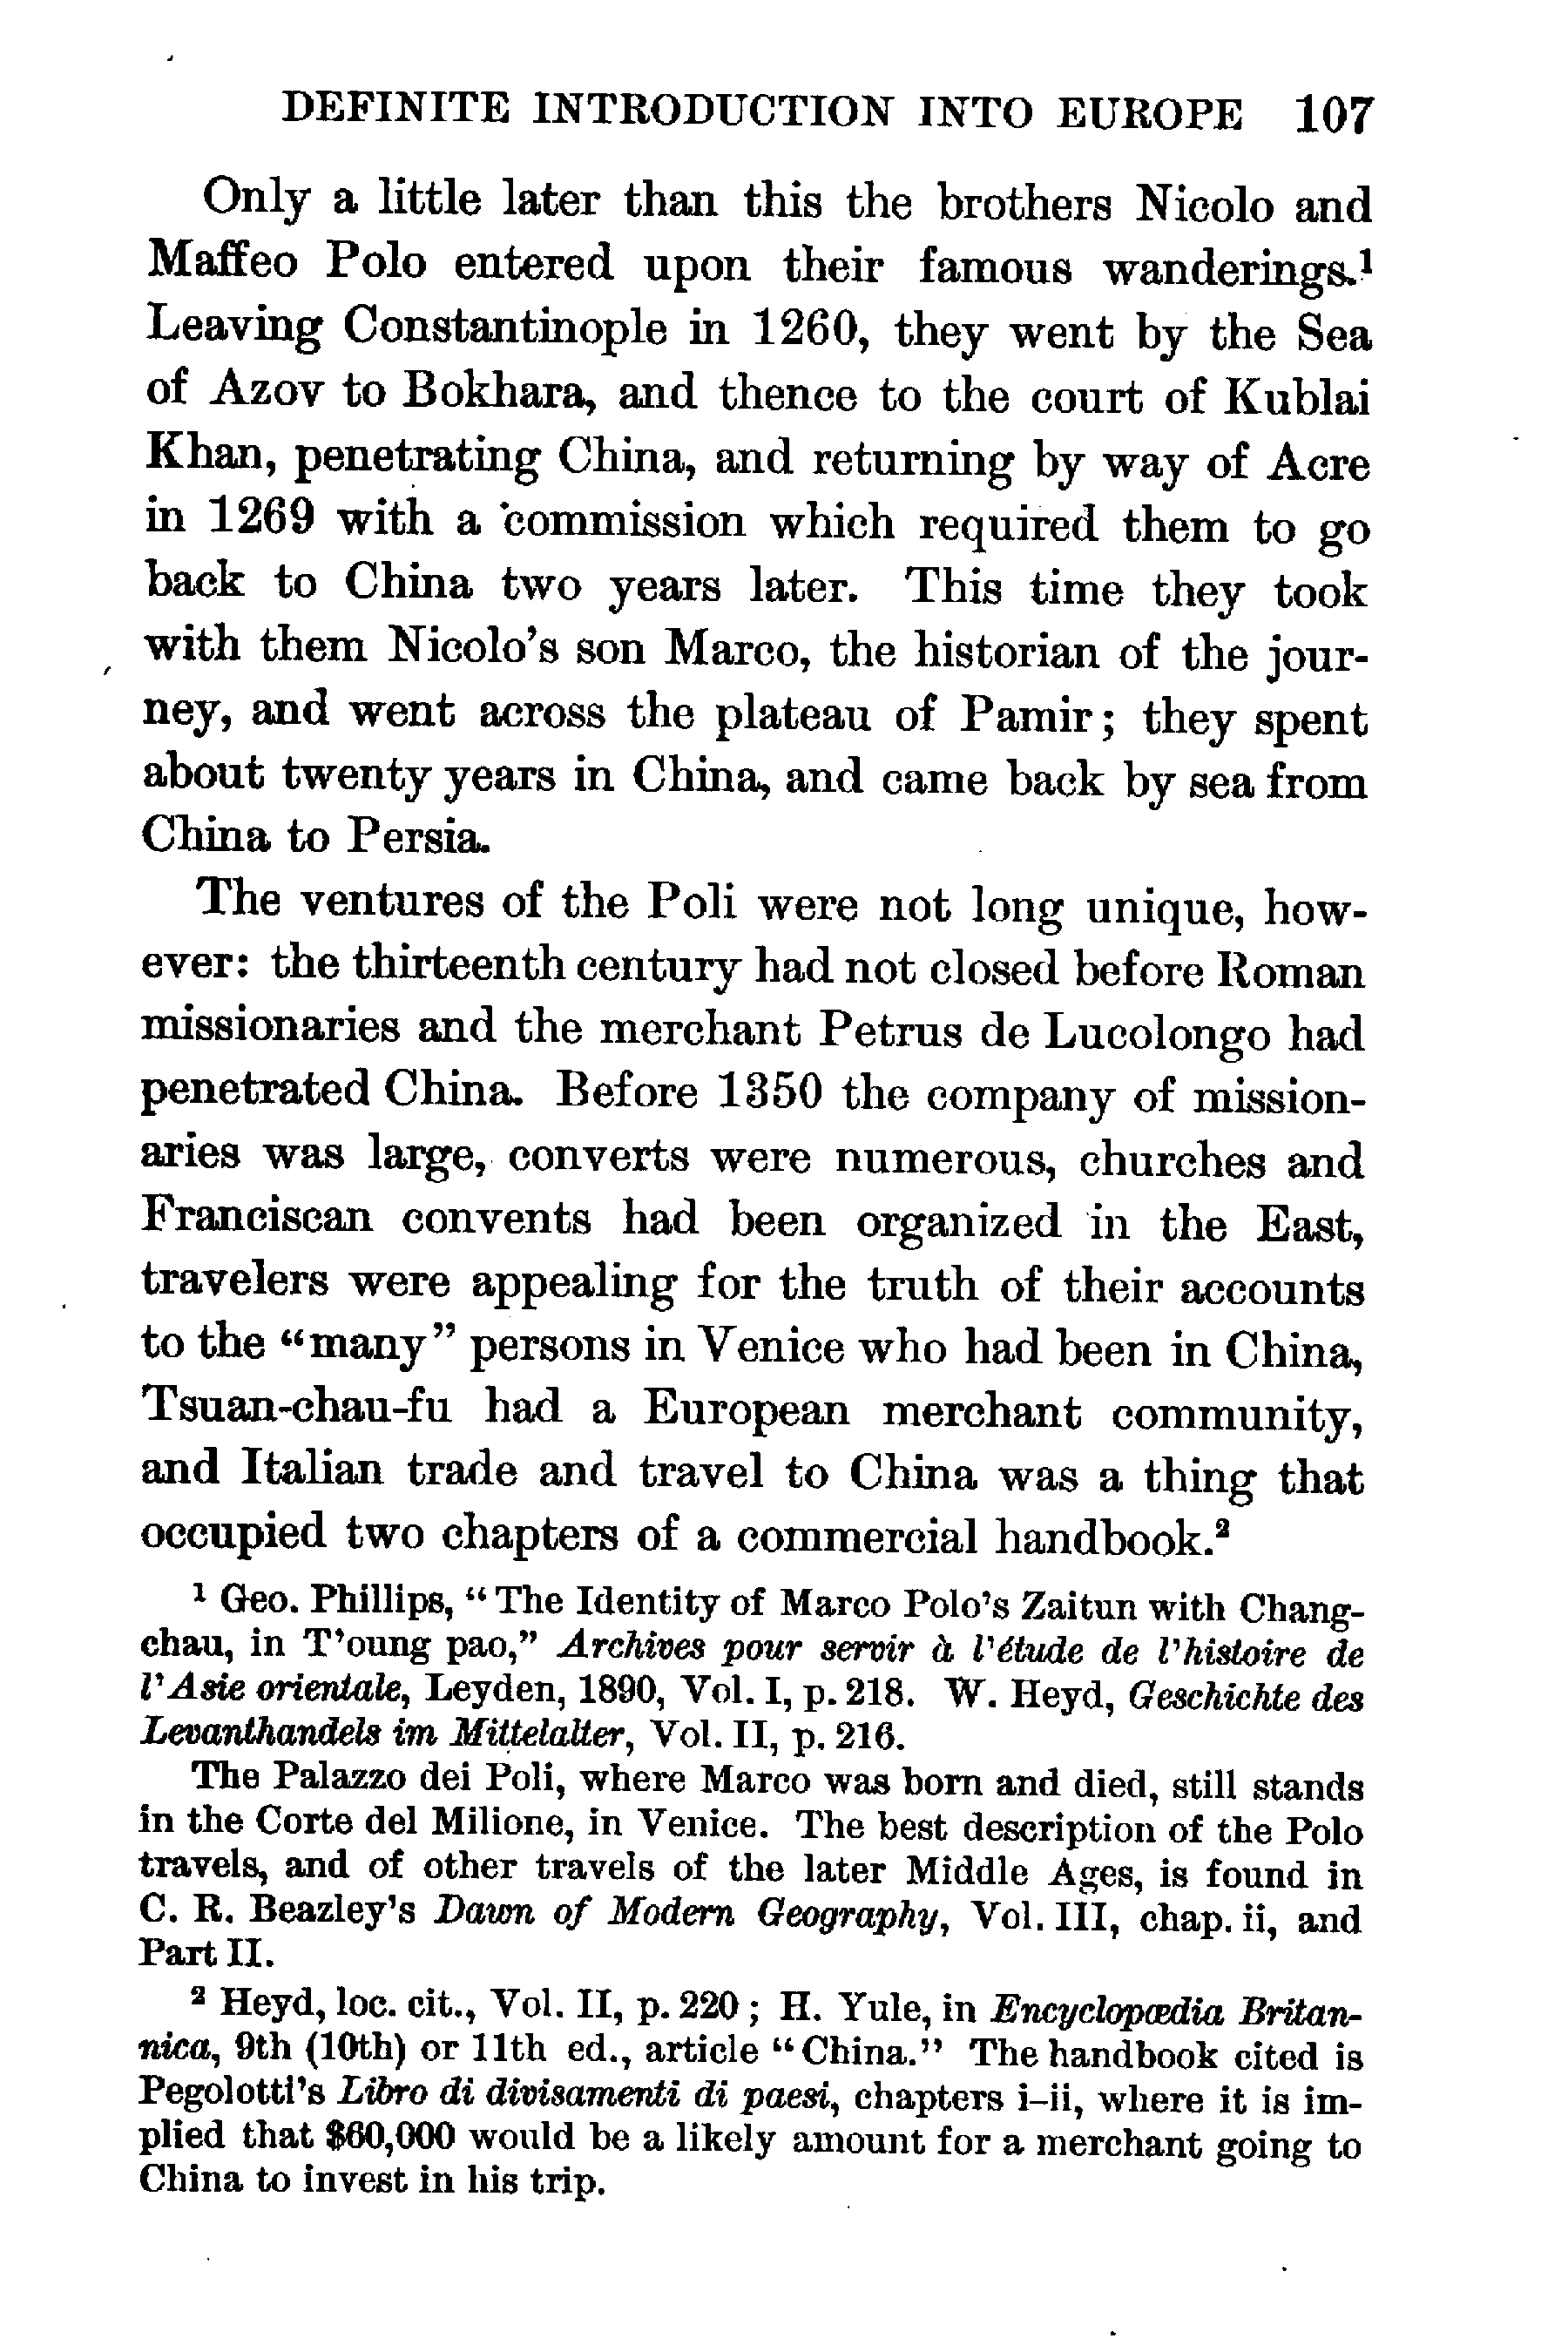 DEFINITE INTRODUCTION INTO EUROPE 107
Only a little later than this the brothers Nicolo and
Maffeo Polo entered upon their famous wanderings.¹
Leaving Constantinople in 1260, they went by the Sea
of Azov to Bokhara, and thence to the court of Kublai
Khan, penetrating China, and returning by way of Acre
in 1269 with a commission which required them to go
back to China two years later. This time they took
with them Nicolo's son Marco, the historian of the jour-
ney, and went across the plateau of Pamir; they spent
about twenty years in China, and came back by sea from
China to Persia.
The ventures of the Poli were not long unique, how-
ever: the thirteenth century had not closed before Roman
missionaries and the merchant Petrus de Lucolongo had
penetrated China. Before 1350 the company of mission-
aries was large, converts were numerous, churches and
Franciscan convents had been organized in the East,
travelers were appealing for the truth of their accounts
to the "many" persons in Venice who had been in China,
Tsuan-chau-fu had a European merchant community,
and Italian trade and travel to China was a thing that
occupied two chapters of a commercial handbook.²
¹ Geo. Phillips, "The Identity of Marco Polo's Zaitun with Chang-
chau, in T'oung pao," Archives pour servir à l'étude de l'histoire de
l'Asie orientale, Leyden, 1890, Vol. I, p. 218. W. Heyd, Geschichte des
Levanthandels im Mittelalter, Vol. II, p. 216.
The Palazzo dei Poli, where Marco was born and died, still stands
in the Corte del Milione, in Venice. The best description of the Polo
travels, and of other travels of the later Middle Ages, is found in
C. R. Beazley's Dawn of Modern Geography, Vol. III, chap. ii, and
Part II.
² Heyd, loc. cit., Vol. II, p. 220; H. Yule, in Encyclopædia Britan-
nica, 9th (10th) or 11th ed., article "China." The handbook cited is
Pegolotti's Libro di divisamenti di paesi, chapters i–ii, where it is im-
plied that $60,000 would be a likely amount for a merchant going to
China to invest in his trip.